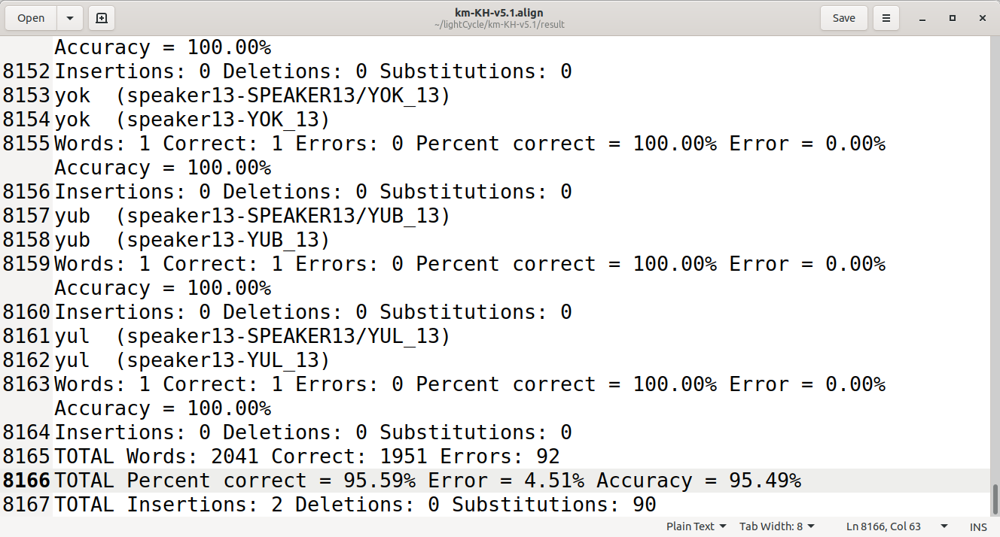 Open
km-KH-v5.1.align
~/lightCycle/km-KH-v5.1/result
Save
Accuracy = 100.00%
8152 Insertions: 0 Deletions: 0 Substitutions: 0
8153 yok  (speaker13-SPEAKER13/YOK_13)
8154 yok  (speaker13-YOK_13)
8155 Words: 1 Correct: 1 Errors: 0 Percent correct = 100.00% Error = 0.00%
Accuracy = 100.00%
8156 Insertions: 0 Deletions: 0 Substitutions: 0
8157 yub  (speaker13-SPEAKER13/YUB_13)
8158 yub  (speaker13-YUB_13)
8159 Words: 1 Correct: 1 Errors: 0 Percent correct = 100.00% Error = 0.00%
Accuracy = 100.00%
8160 Insertions: 0 Deletions: 0 Substitutions: 0
8161 yul  (speaker13-SPEAKER13/YUL_13)
8162 yul  (speaker13-YUL_13)
8163 Words: 1 Correct: 1 Errors: 0 Percent correct = 100.00% Error = 0.00%
Accuracy = 100.00%
8164 Insertions: 0 Deletions: 0 Substitutions: 0
8165 TOTAL Words: 2041 Correct: 1951 Errors: 92
8166 TOTAL Percent correct = 95.59% Error = 4.51% Accuracy = 95.49%
8167 TOTAL Insertions: 2 Deletions: 0 Substitutions: 90
Plain Text Tab Width: 8 Ln 8166, Col 63 INS